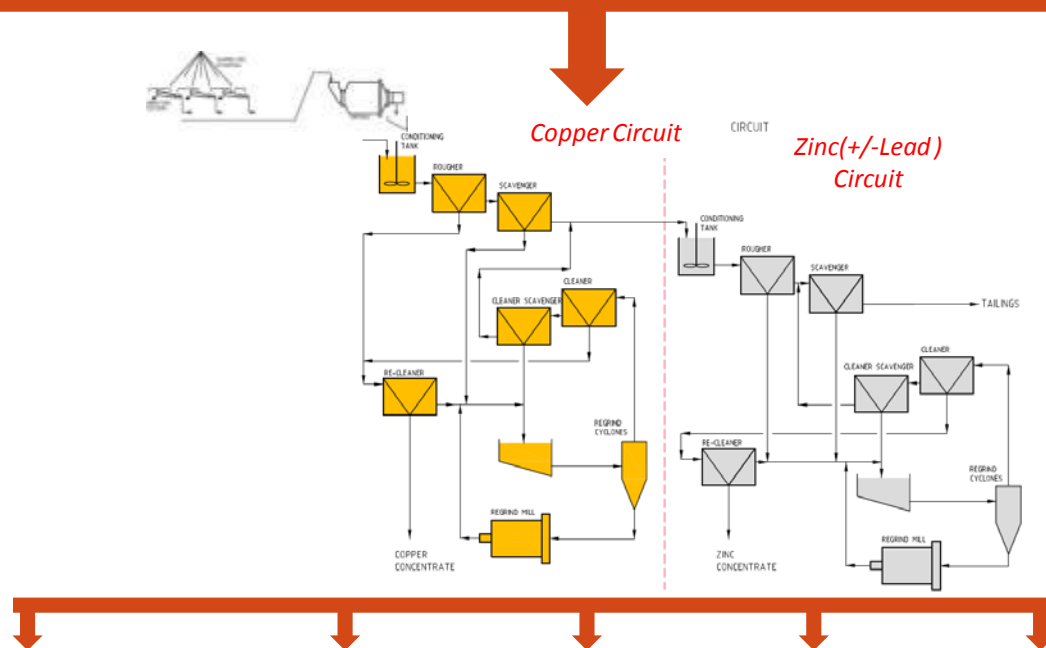 Copper Circuit
CIRCUIT
Zinc(+/-Lead)
Circuit
CONDITIONING
TANK
ROUGHER
SCAVENGER
CLEANER
CLEANER SCAVENGER
RE-CLEANER
REGRIND
CYCLONES
REGRIND MILL
COPPER
CONCENTRATE
CONDITIONING
TANK
ROUGHER
SCAVENGER
TAILINGS
CLEANER
CLEANER SCAVENGER
RE-CLEANER
REGRIND
CYCLONES
REGRIND MILL
ZINC
CONCENTRATE